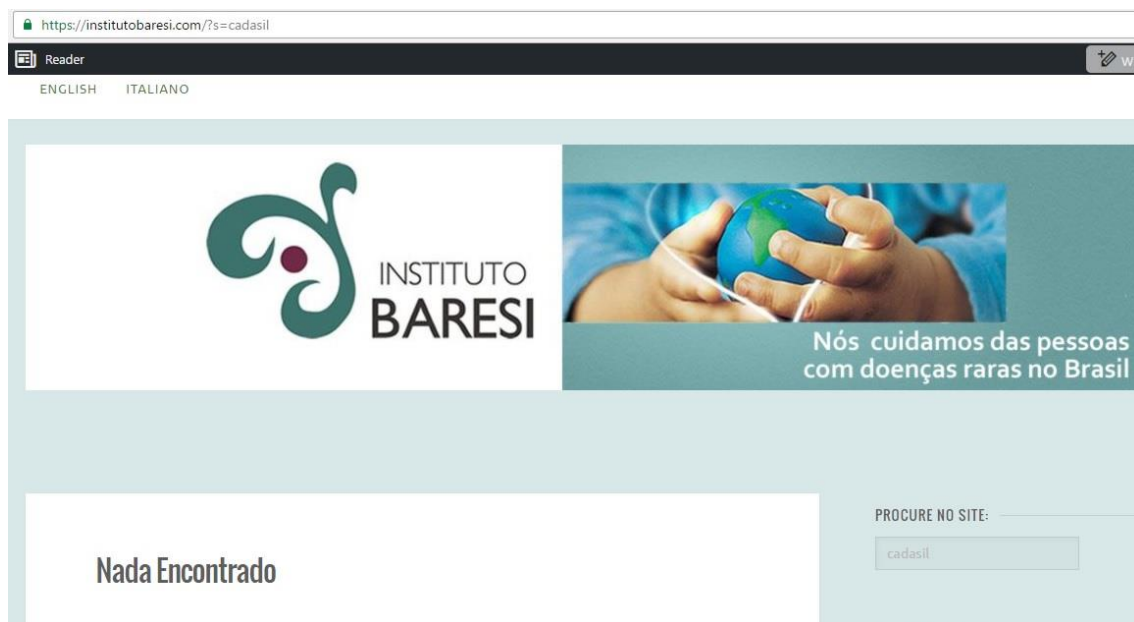 https://institutobaresi.com/?s=cadasil
Reader
W
ENGLISH ITALIANO
INSTITUTO
BARESI
Nós cuidamos das pessoas
com doenças raras no Brasil
PROCURE NO SITE:
cadasil
Nada Encontrado